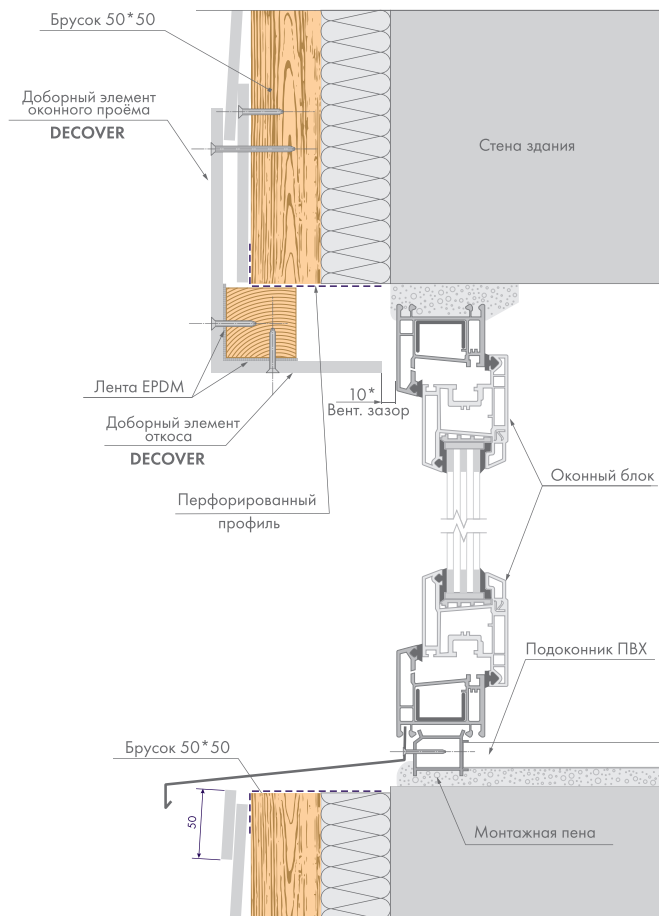 Брусок 50*50
Доборный элемент
оконного проёма
DECOVER
Стена здания
Лента EPDM
10*
Вент. зазор
Доборный элемент
откоса
DECOVER
Оконный блок
Перфорированный
профиль
Подоконник ПВХ
Брусок 50*50
50
Монтажная пена